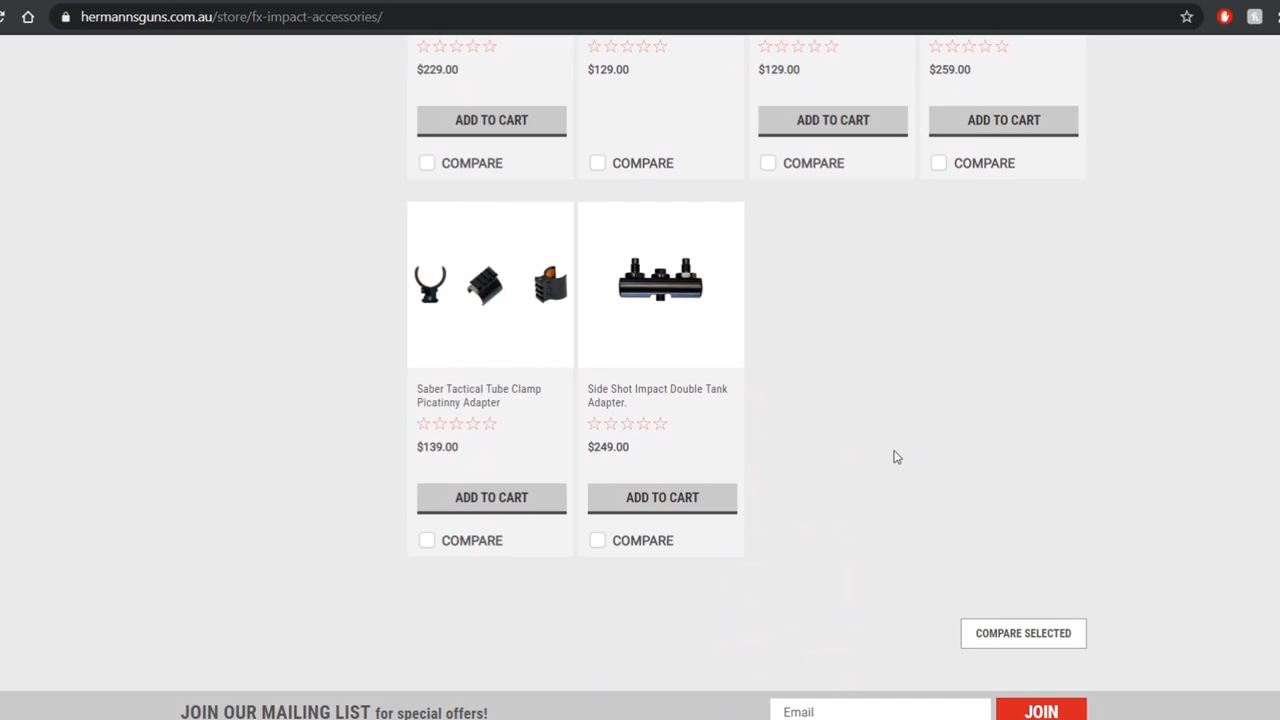 hermannsguns.com.au/store/fx-impact-accessories/
$229.00
$129.00
$129.00
$259.00
ADD TO CART
ADD TO CART
ADD TO CART
COMPARE
COMPARE
COMPARE
COMPARE
Saber Tactical Tube Clamp
Picatinny Adapter
$139.00
ADD TO CART
COMPARE
Side Shot Impact Double Tank
Adapter.
$249.00
ADD TO CART
COMPARE
COMPARE SELECTED
JOIN OUR MAILING LIST for special offers!
Email
JOIN